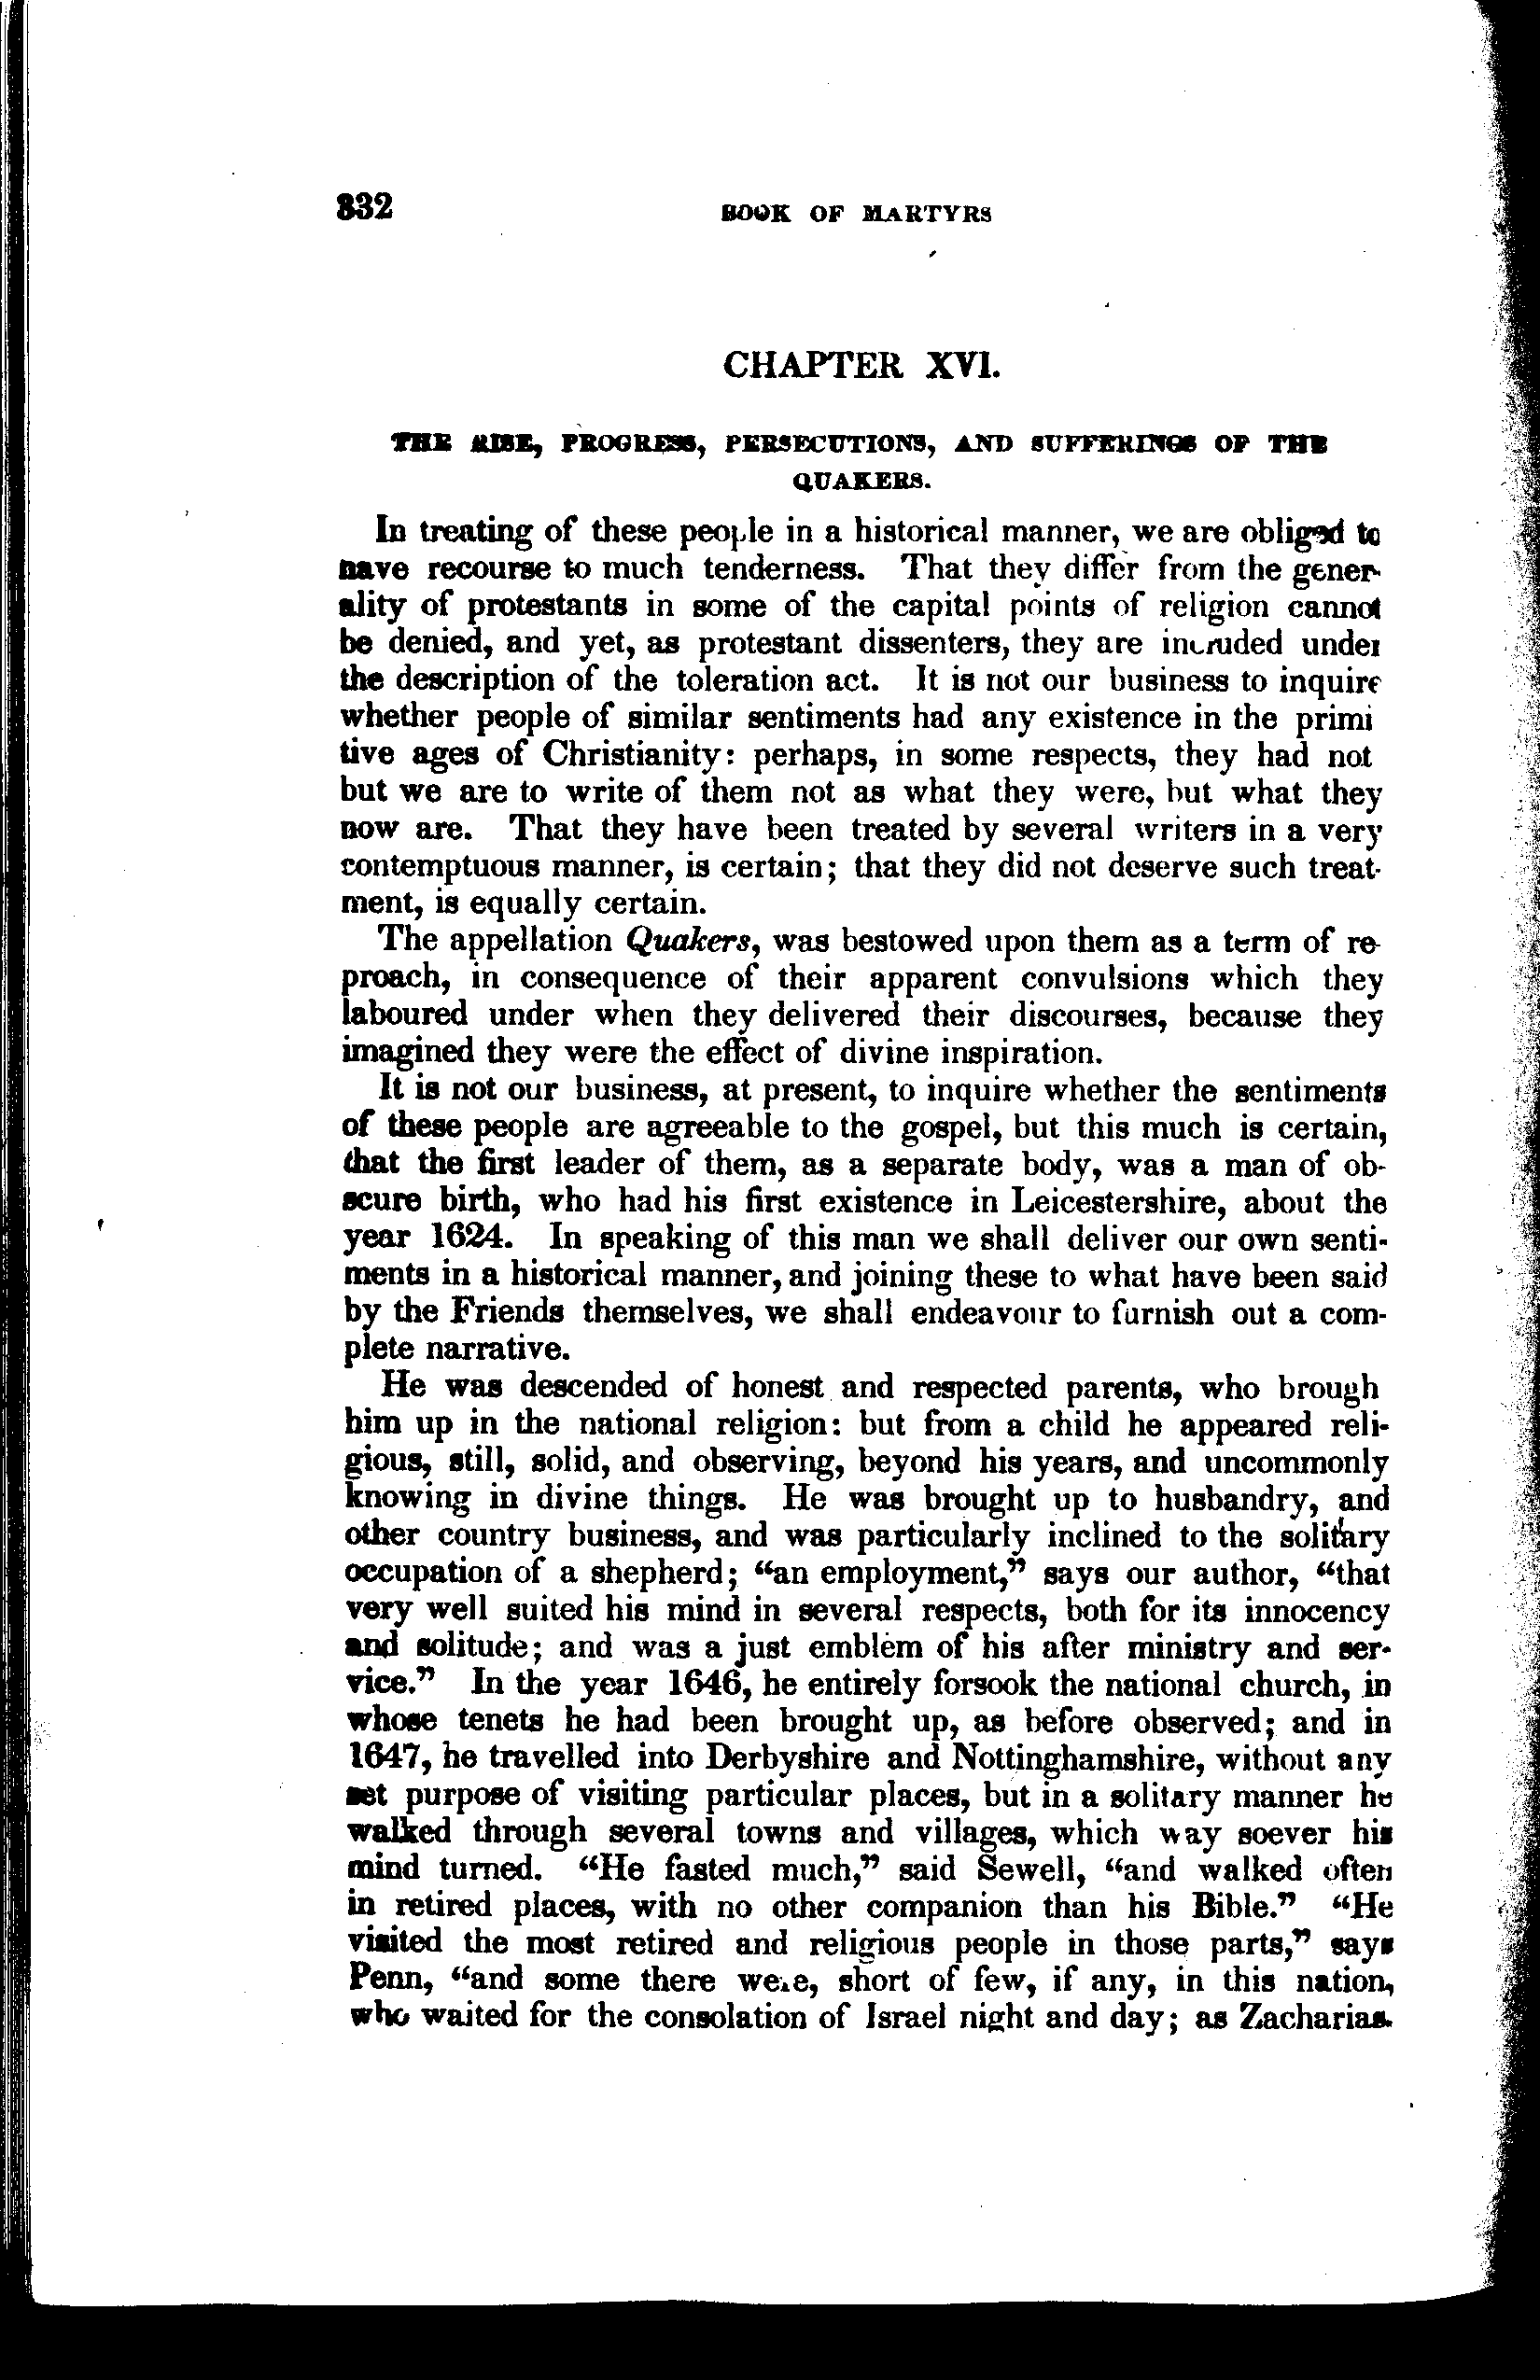 332 BOOK OF MARTYRS
CHAPTER XVI.
THE RISE, PROGRESS, PERSECUTIONS, AND SUFFERINGS OF THE
QUAKERS.
In treating of these people in a historical manner, we are obliged to
have recourse to much tenderness. That they differ from the gener-
ality of protestants in some of the capital points of religion cannot
be denied, and yet, as protestant dissenters, they are included under
the description of the toleration act. It is not our business to inquire
whether people of similar sentiments had any existence in the primi
tive ages of Christianity: perhaps, in some respects, they had not
but we are to write of them not as what they were, but what they
now are. That they have been treated by several writers in a very
contemptuous manner, is certain; that they did not deserve such treat-
ment, is equally certain.
The appellation Quakers, was bestowed upon them as a term of re-
proach, in consequence of their apparent convulsions which they
laboured under when they delivered their discourses, because they
imagined they were the effect of divine inspiration.
It is not our business, at present, to inquire whether the sentiments
of these people are agreeable to the gospel, but this much is certain,
that the first leader of them, as a separate body, was a man of ob-
scure birth, who had his first existence in Leicestershire, about the
year 1624. In speaking of this man we shall deliver our own senti-
ments in a historical manner, and joining these to what have been said
by the Friends themselves, we shall endeavour to furnish out a com-
plete narrative.
He was descended of honest and respected parents, who brough
him up in the national religion: but from a child he appeared reli-
gious, still, solid, and observing, beyond his years, and uncommonly
knowing in divine things. He was brought up to husbandry, and
other country business, and was particularly inclined to the solitary
occupation of a shepherd; "an employment," says our author, "that
very well suited his mind in several respects, both for its innocency
and solitude; and was a just emblem of his after ministry and ser-
vice." In the year 1646, he entirely forsook the national church, in
whose tenets he had been brought up, as before observed; and in
1647, he travelled into Derbyshire and Nottinghamshire, without any
set purpose of visiting particular places, but in a solitary manner he
walked through several towns and villages, which way soever his
mind turned. "He fasted much," said Sewell, "and walked often
in retired places, with no other companion than his Bible." "He
visited the most retired and religious people in those parts," says
Penn, "and some there were, short of few, if any, in this nation,
who waited for the consolation of Israel night and day; as Zacharias.